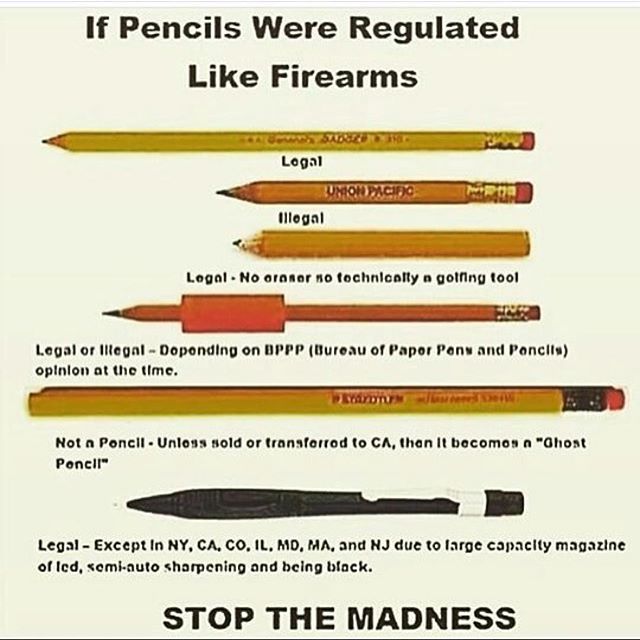 If Pencils Were Regulated
Like Firearms
BADGER
Legal
UNION PACIFIC
Illegal
Legal - No eraser so technically a golfing tool
Legal or Illegal – Depending on BPPP (Bureau of Paper Pens and Pencils)
opinion at the time.
STAEDTLER
Not a Pencil - Unless sold or transferred to CA, then it becomes a "Ghost
Pencil"
Legal – Except in NY, CA, CO, IL, MD, MA, and NJ due to large capacity magazine
of led, semi-auto sharpening and being black.
STOP THE MADNESS